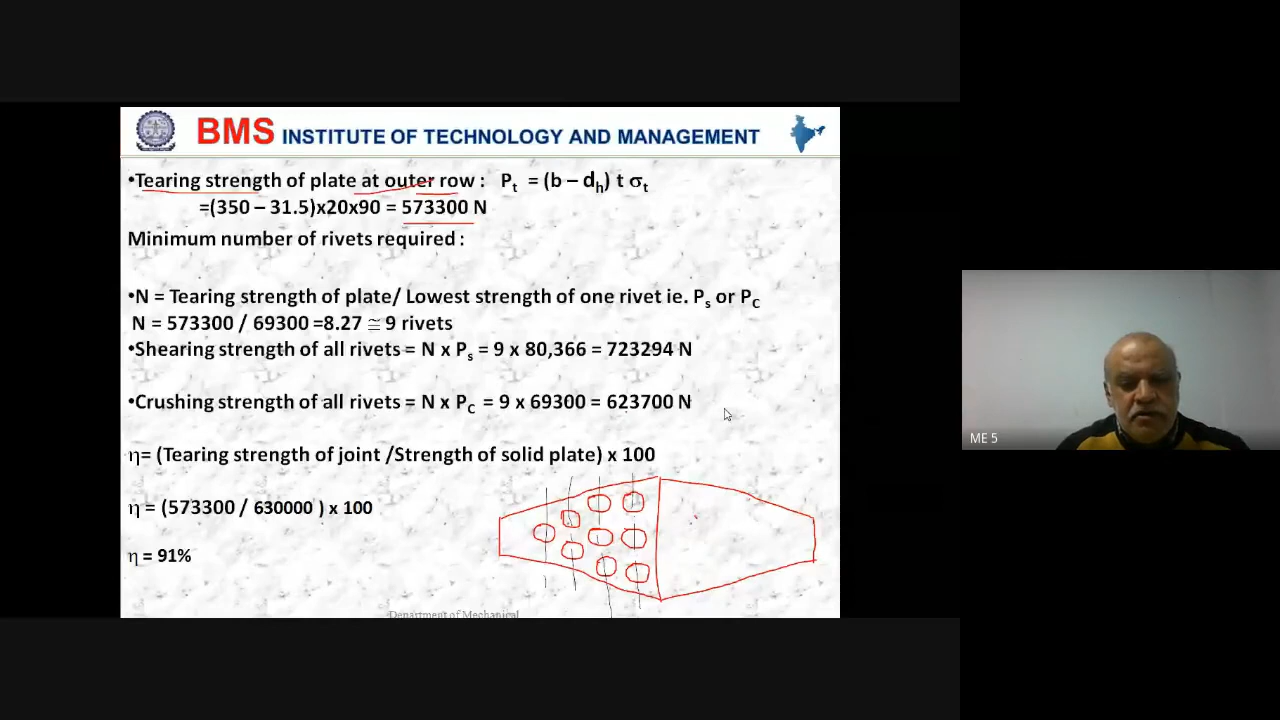 BMS INSTITUTE OF TECHNOLOGY AND MANAGEMENT
•Tearing strength of plate at outer row : Pt = (b – dh) t σt
=(350 – 31.5)x20x90 = 573300 N
Minimum number of rivets required :
•N = Tearing strength of plate/ Lowest strength of one rivet ie. Ps or PC
N = 573300 / 69300 =8.27 ≅ 9 rivets
•Shearing strength of all rivets = N x Ps = 9 x 80,366 = 723294 N
•Crushing strength of all rivets = N x PC = 9 x 69300 = 623700 N
η= (Tearing strength of joint /Strength of solid plate) x 100
η = (573300 / 630000 ) x 100
η = 91%
Department of Mechanical
ME 5